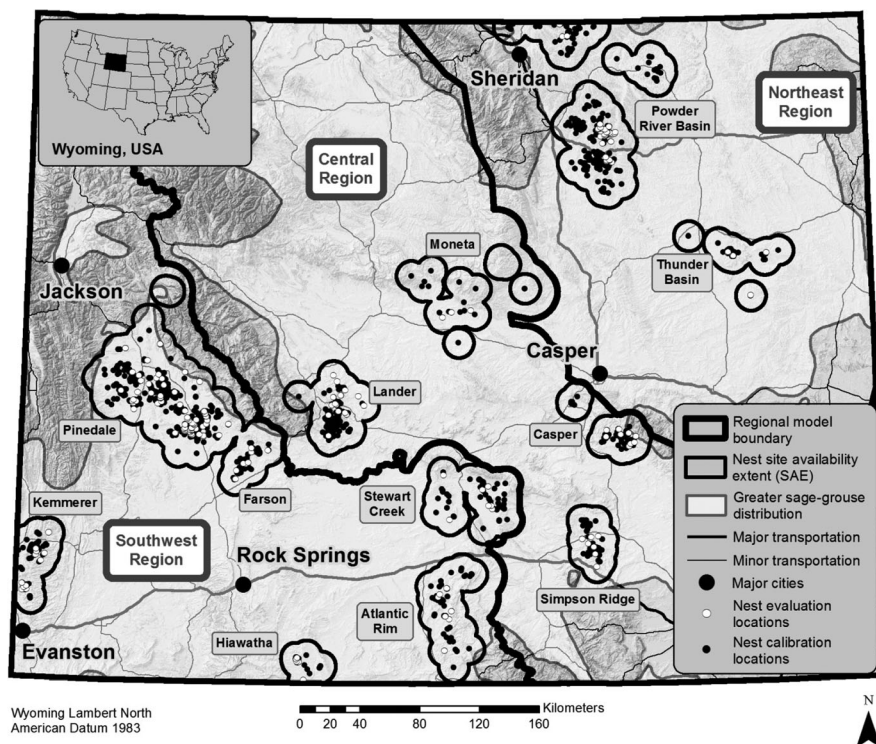 Wyoming, USA
Sheridan
Powder
River Basin
Northeast
Region
Central
Region
Moneta
Thunder
Basin
Jackson
Casper
Lander
Pinedale
Casper
Farson
Stewart
Creek
Kemmerer
Southwest
Region
Rock Springs
Simpson Ridge
Atlantic
Rim
Hiawatha
Evanston
Regional model
boundary
Nest site availability
extent (SAE)
Greater sage-grouse
distribution
Major transportation
Minor transportation
Major cities
Nest evaluation
locations
Nest calibration
locations
Wyoming Lambert North
American Datum 1983
Kilometers
0 20 40 80 120 160
N